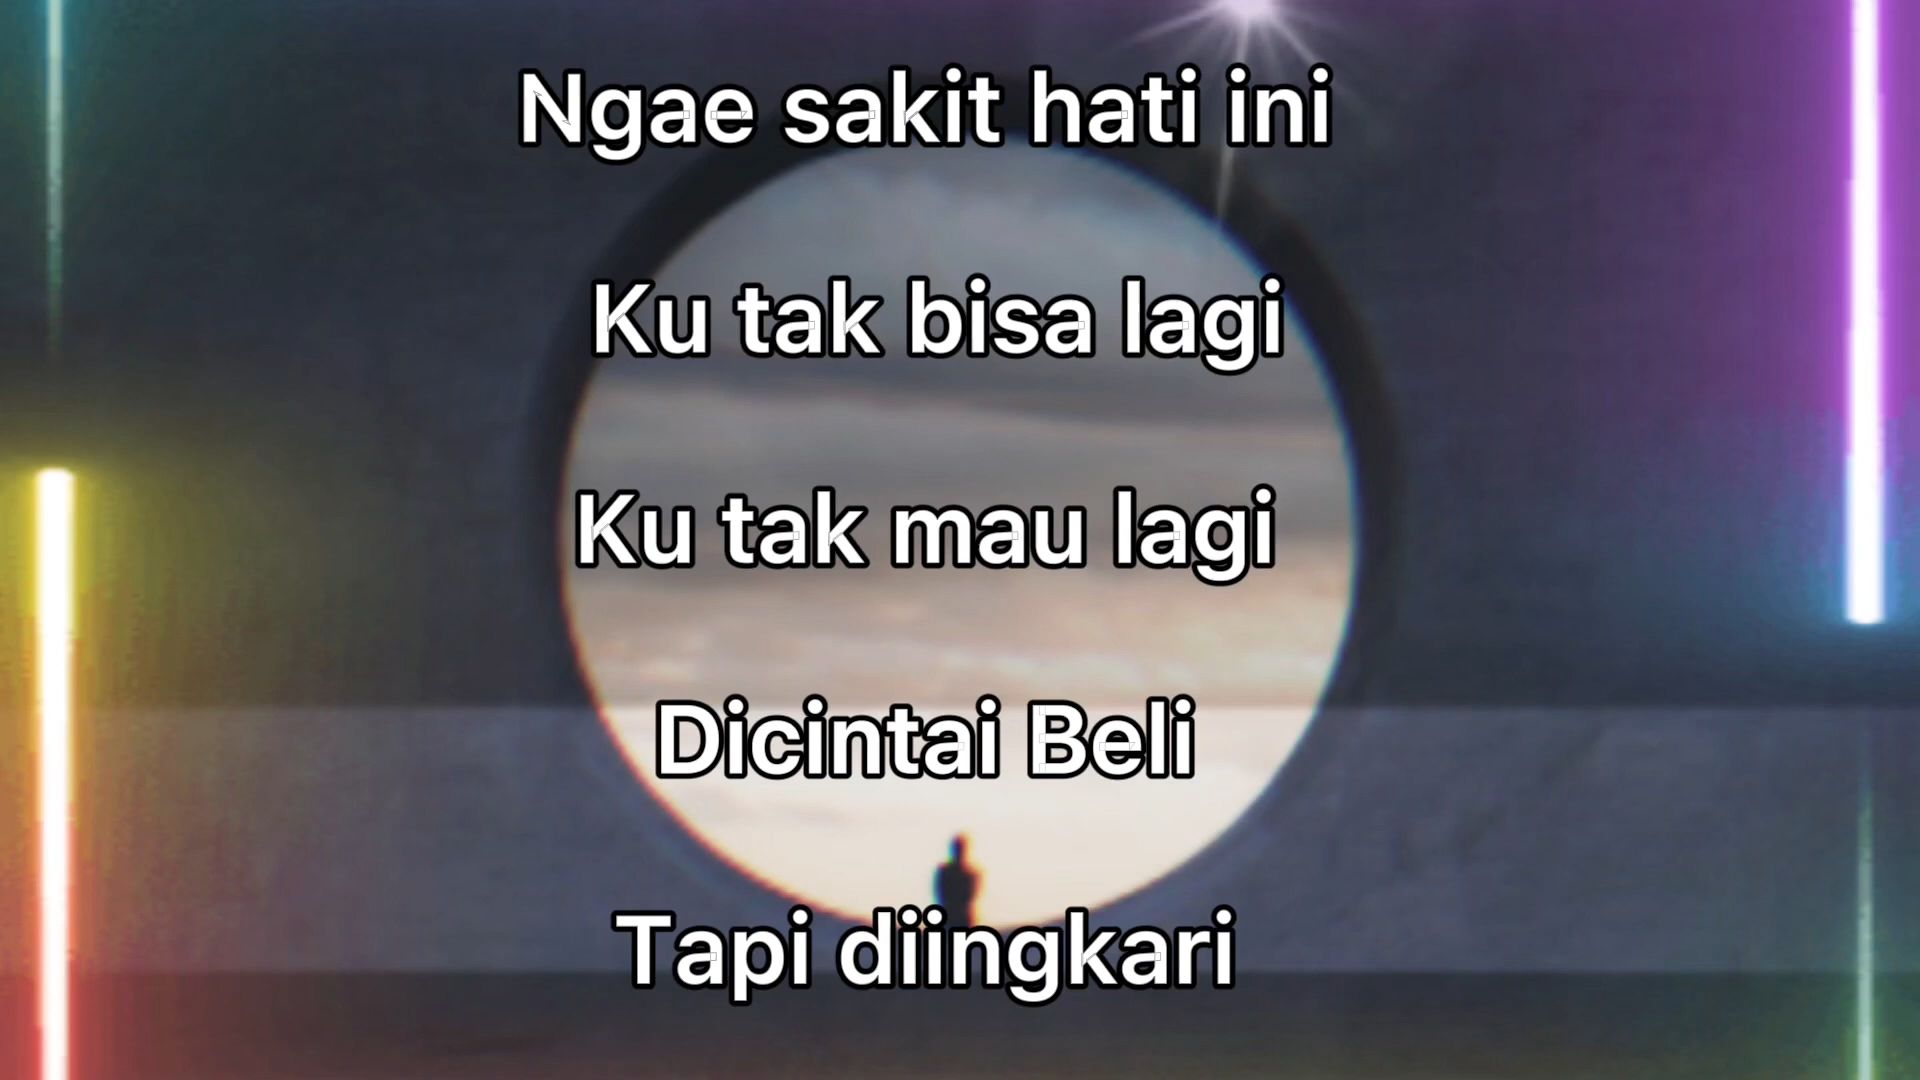 Ngae sakit hati ini
Ku tak bisa lagi
Ku tak mau lagi
Dicintai Beli
Tapi diingkari